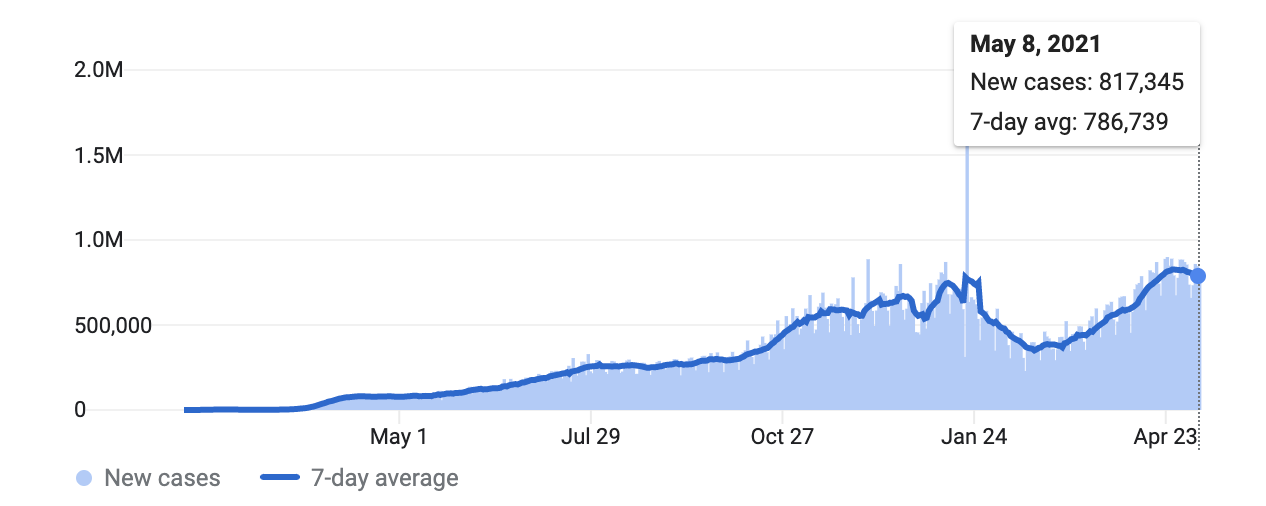 May 8, 2021
New cases: 817,345
7-day avg: 786,739
2.0M
1.5M
1.0M
500,000
0
May 1 Jul 29 Oct 27 Jan 24 Apr 23
New cases 7-day average